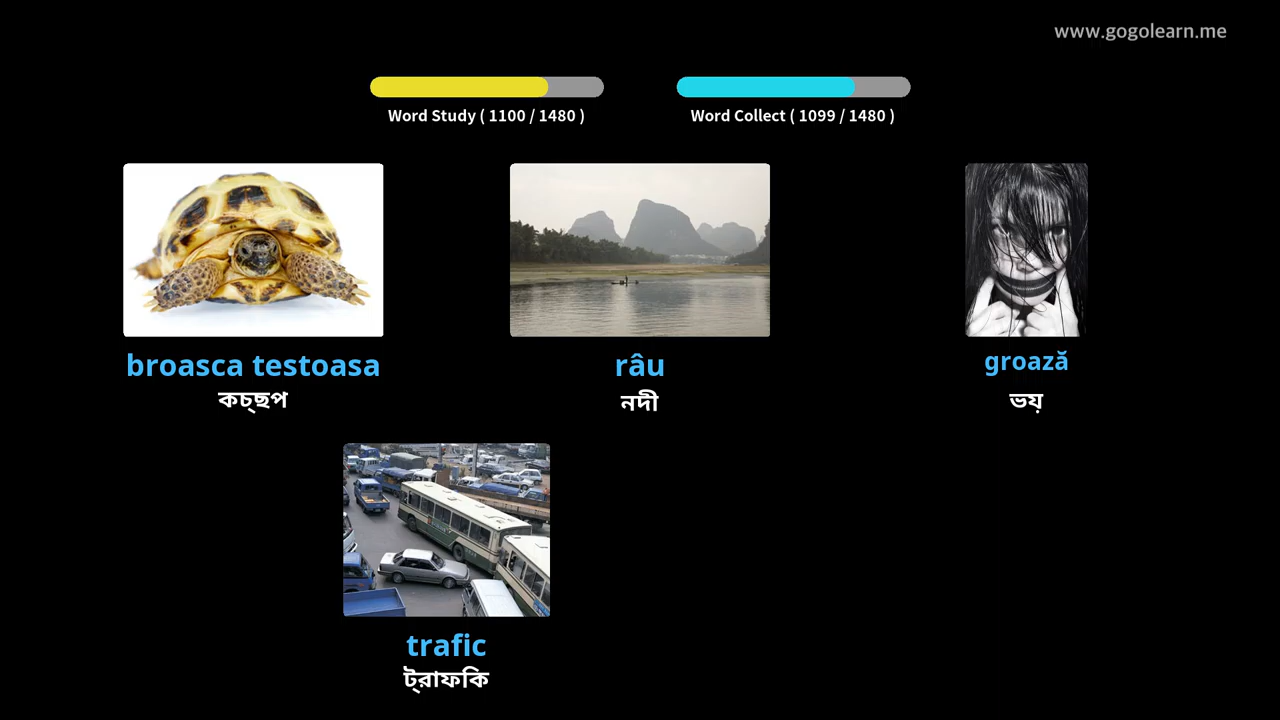 www.gogolearn.me
Word Study ( 1100 / 1480 )
Word Collect ( 1099 / 1480 )
broasca testoasa
râu
groază
কচ্ছপ
নদী
ভয়
trafic
ট্রাফিক